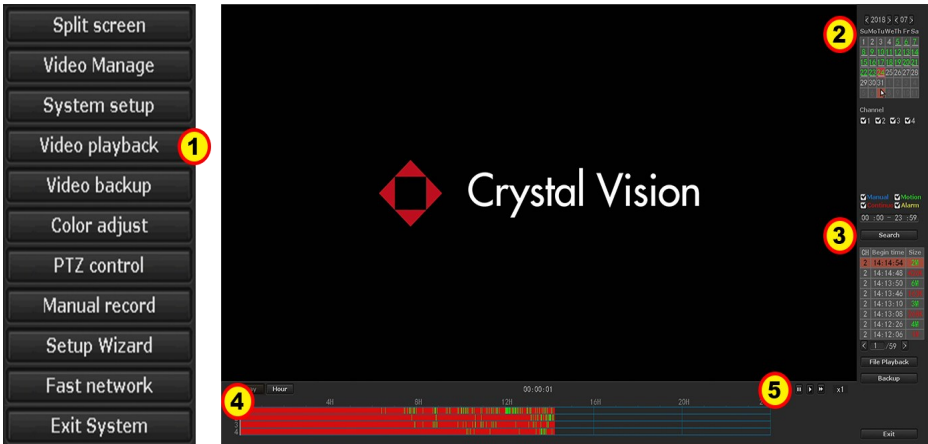 Split screen
Video Manage
System setup
Video playback
Video backup
Color adjust
PTZ control
Manual record
Setup Wizard
Fast network
Exit System
1
Crystal Vision
2
< 2018 > < 07 >
SuMoTuWeTh Fr Sa
1 2 3 4 5 6 7
8 9 10 11 12 13 14
15 16 17 18 19 20 21
22 23 24 25 26 27 28
29 30 31
Channel
1 2 3 4
Manual Motion
Continue Alarm
00 :00 - 23 :59
3
Search
CH Begin time Size
2 14:14:54
2 14:14:48
2 14:13:50
2 14:13:46
2 14:13:10
2 14:13:08
2 14:12:26
2 14:12:06
< 1 /59 >
File Playback
Backup
Exit
4
Hour
00:00:01
5
x1
4H 8H 12H 16H 20H
3
4